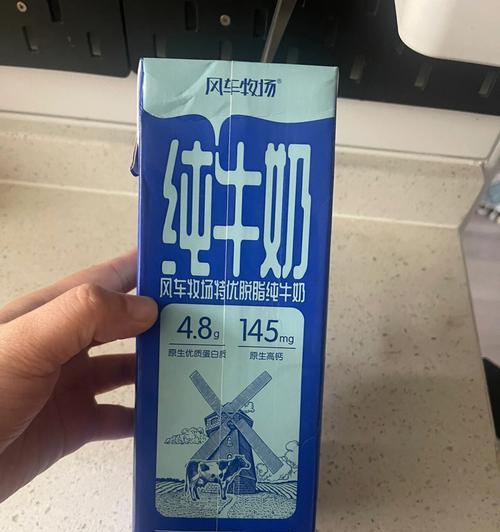 风车牧场®
纯牛奶
风车牧场特优脱脂纯牛奶
4.8g 145mg
原生优质蛋白质 原生高钙